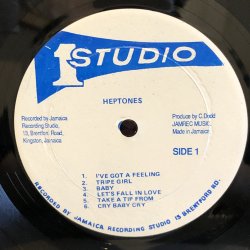 1
STUDIO
HEPTONES
Recorded by Jamaica
Recording Studio,
13, Brentford Road,
Kingston, Jamaica
Produce by C. Dodd
JAMREC MUSIC
Made in Jamaica
SIDE 1
1. I'VE GOT A FEELING
2. TRIPE GIRL
3. BABY
4. LET'S FALL IN LOVE
5. TAKE A TIP FROM
6. CRY BABY CRY
RECORDED BY JAMAICA RECORDING STUDIO 13 BRENTFORD RD.